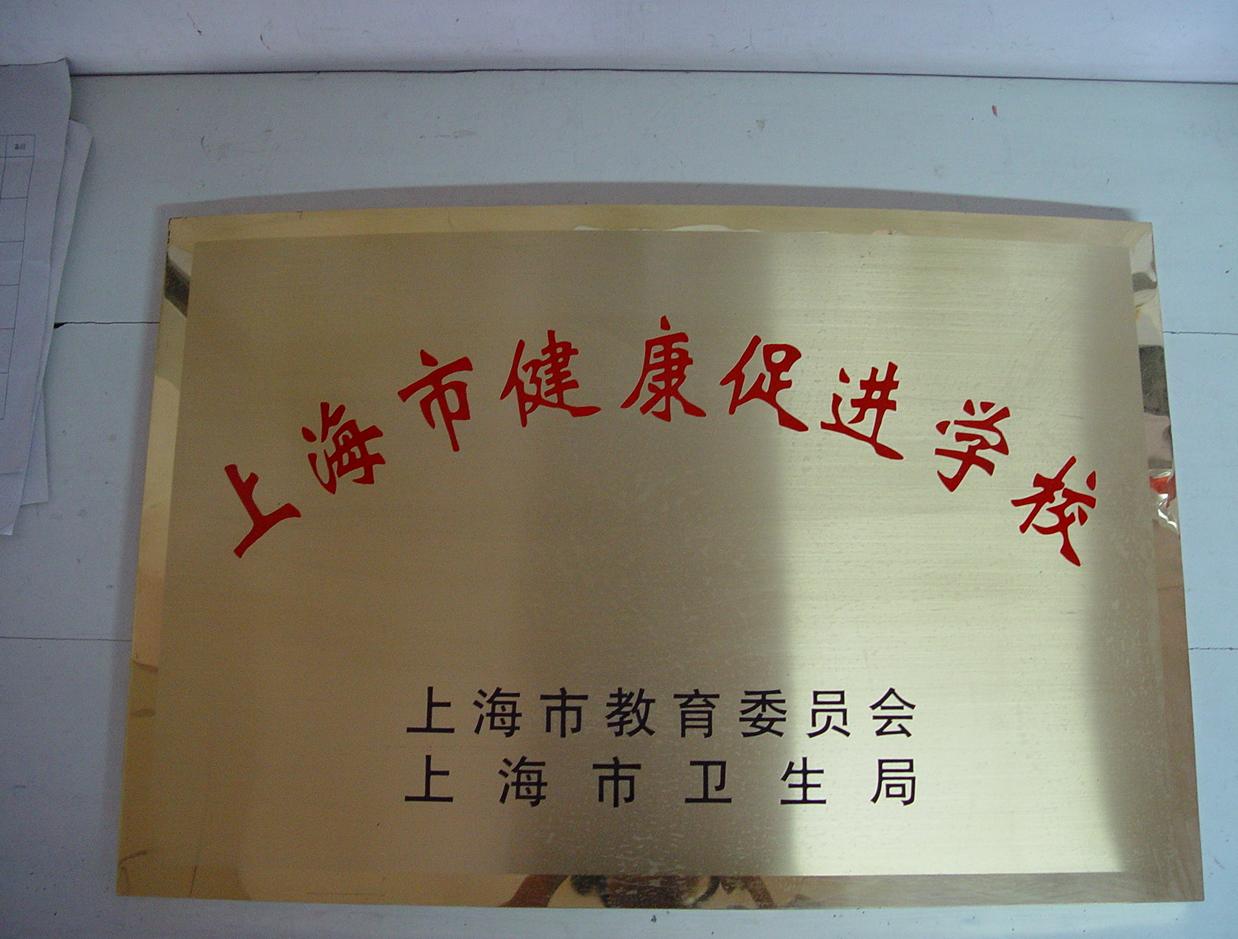 上海市健康促进学校
上海市教育委员会
上海市卫生局